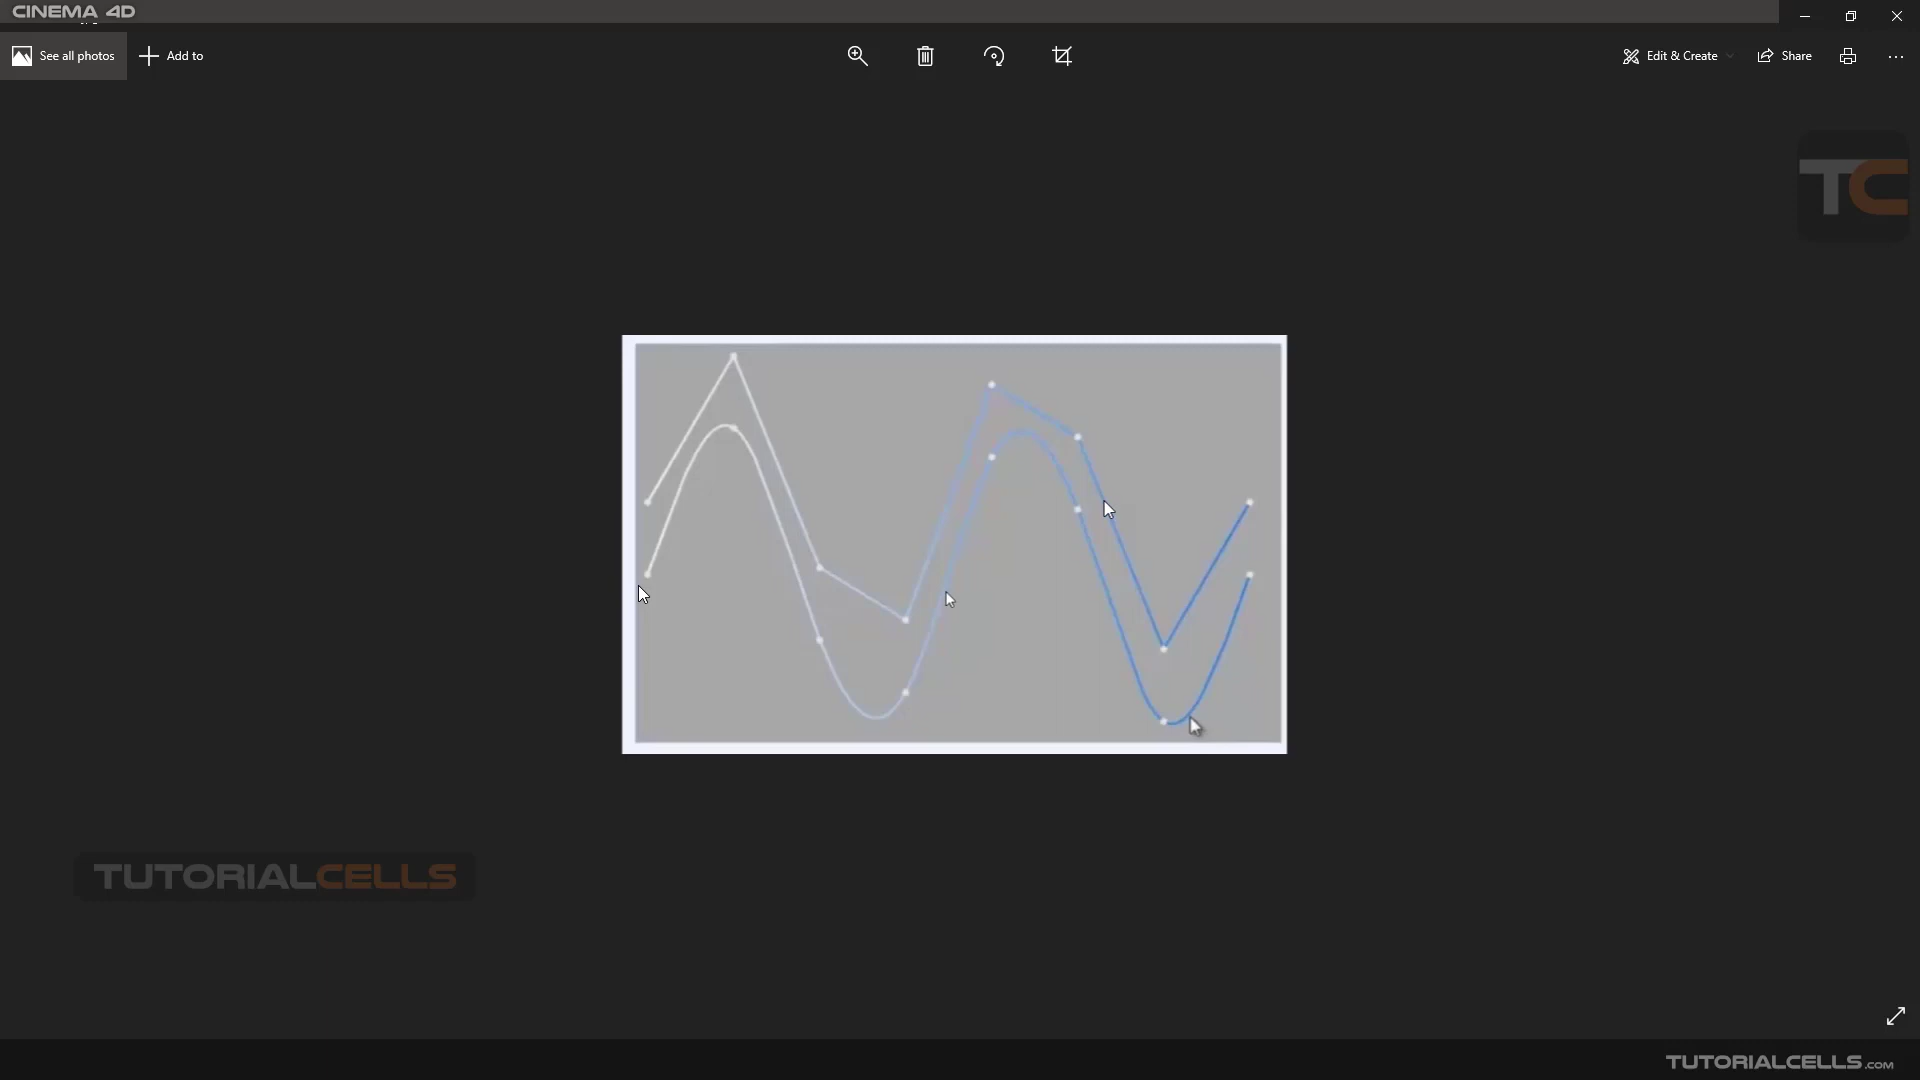 CINEMA 4D
See all photos
Add to
Edit & Create
Share
TC
TUTORIALCELLS
TUTORIALCELLS.COM